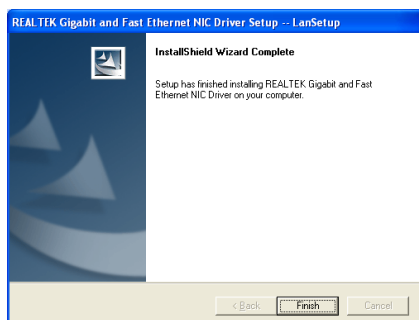 REALTEK Gigabit and Fast Ethernet NIC Driver Setup -- LanSetup
InstallShield Wizard Complete
Setup has finished installing REALTEK Gigabit and Fast
Ethernet NIC Driver on your computer.
< Back
Finish
Cancel